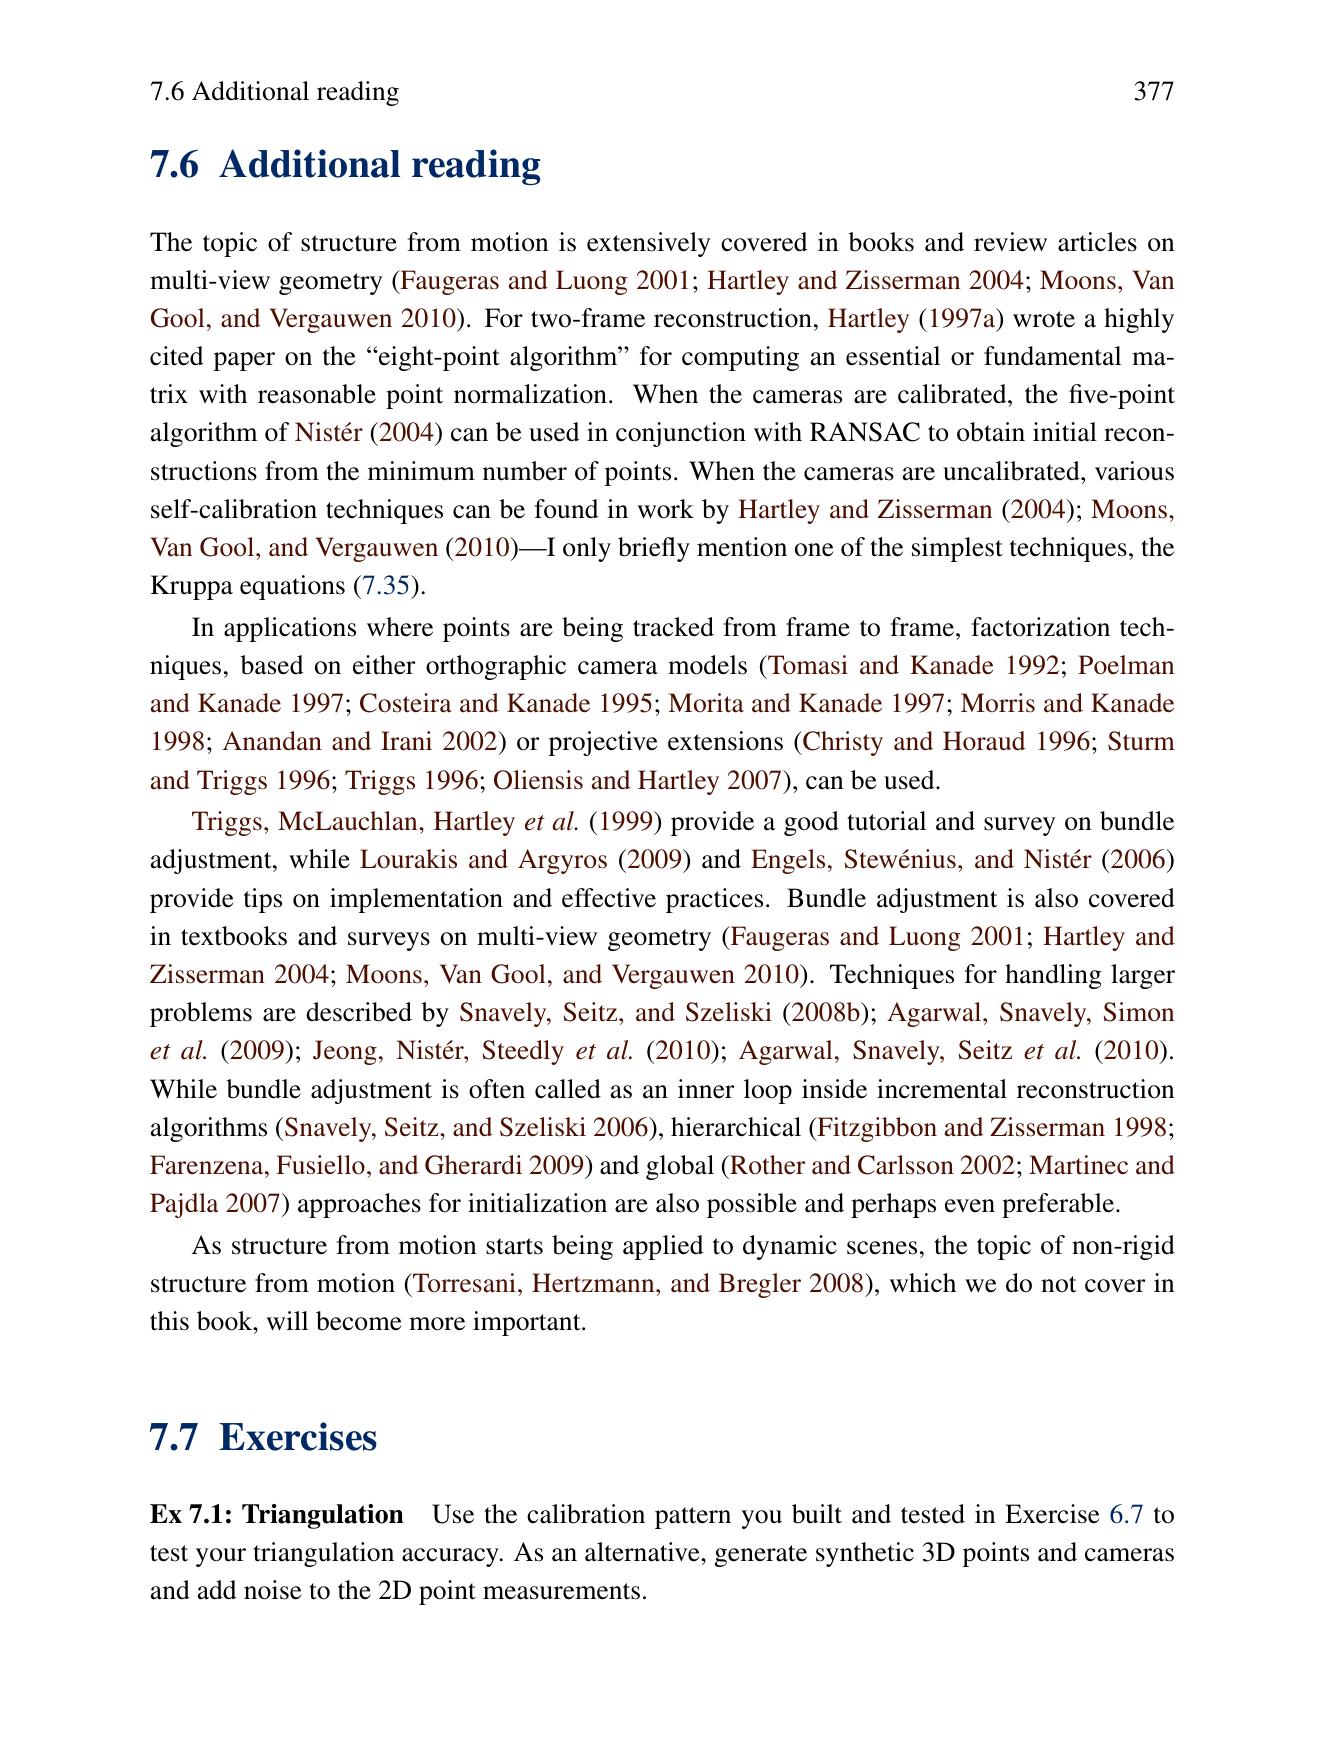 7.6 Additional reading 377
7.6 Additional reading
The topic of structure from motion is extensively covered in books and review articles on
multi-view geometry (Faugeras and Luong 2001; Hartley and Zisserman 2004; Moons, Van
Gool, and Vergauwen 2010). For two-frame reconstruction, Hartley (1997a) wrote a highly
cited paper on the “eight-point algorithm” for computing an essential or fundamental ma-
trix with reasonable point normalization. When the cameras are calibrated, the five-point
algorithm of Nistér (2004) can be used in conjunction with RANSAC to obtain initial recon-
structions from the minimum number of points. When the cameras are uncalibrated, various
self-calibration techniques can be found in work by Hartley and Zisserman (2004); Moons,
Van Gool, and Vergauwen (2010)—I only briefly mention one of the simplest techniques, the
Kruppa equations (7.35).
In applications where points are being tracked from frame to frame, factorization tech-
niques, based on either orthographic camera models (Tomasi and Kanade 1992; Poelman
and Kanade 1997; Costeira and Kanade 1995; Morita and Kanade 1997; Morris and Kanade
1998; Anandan and Irani 2002) or projective extensions (Christy and Horaud 1996; Sturm
and Triggs 1996; Triggs 1996; Oliensis and Hartley 2007), can be used.
Triggs, McLauchlan, Hartley et al. (1999) provide a good tutorial and survey on bundle
adjustment, while Lourakis and Argyros (2009) and Engels, Stewénius, and Nistér (2006)
provide tips on implementation and effective practices. Bundle adjustment is also covered
in textbooks and surveys on multi-view geometry (Faugeras and Luong 2001; Hartley and
Zisserman 2004; Moons, Van Gool, and Vergauwen 2010). Techniques for handling larger
problems are described by Snavely, Seitz, and Szeliski (2008b); Agarwal, Snavely, Simon
et al. (2009); Jeong, Nistér, Steedly et al. (2010); Agarwal, Snavely, Seitz et al. (2010).
While bundle adjustment is often called as an inner loop inside incremental reconstruction
algorithms (Snavely, Seitz, and Szeliski 2006), hierarchical (Fitzgibbon and Zisserman 1998;
Farenzena, Fusiello, and Gherardi 2009) and global (Rother and Carlsson 2002; Martinec and
Pajdla 2007) approaches for initialization are also possible and perhaps even preferable.
As structure from motion starts being applied to dynamic scenes, the topic of non-rigid
structure from motion (Torresani, Hertzmann, and Bregler 2008), which we do not cover in
this book, will become more important.
7.7 Exercises
Ex 7.1: Triangulation Use the calibration pattern you built and tested in Exercise 6.7 to
test your triangulation accuracy. As an alternative, generate synthetic 3D points and cameras
and add noise to the 2D point measurements.